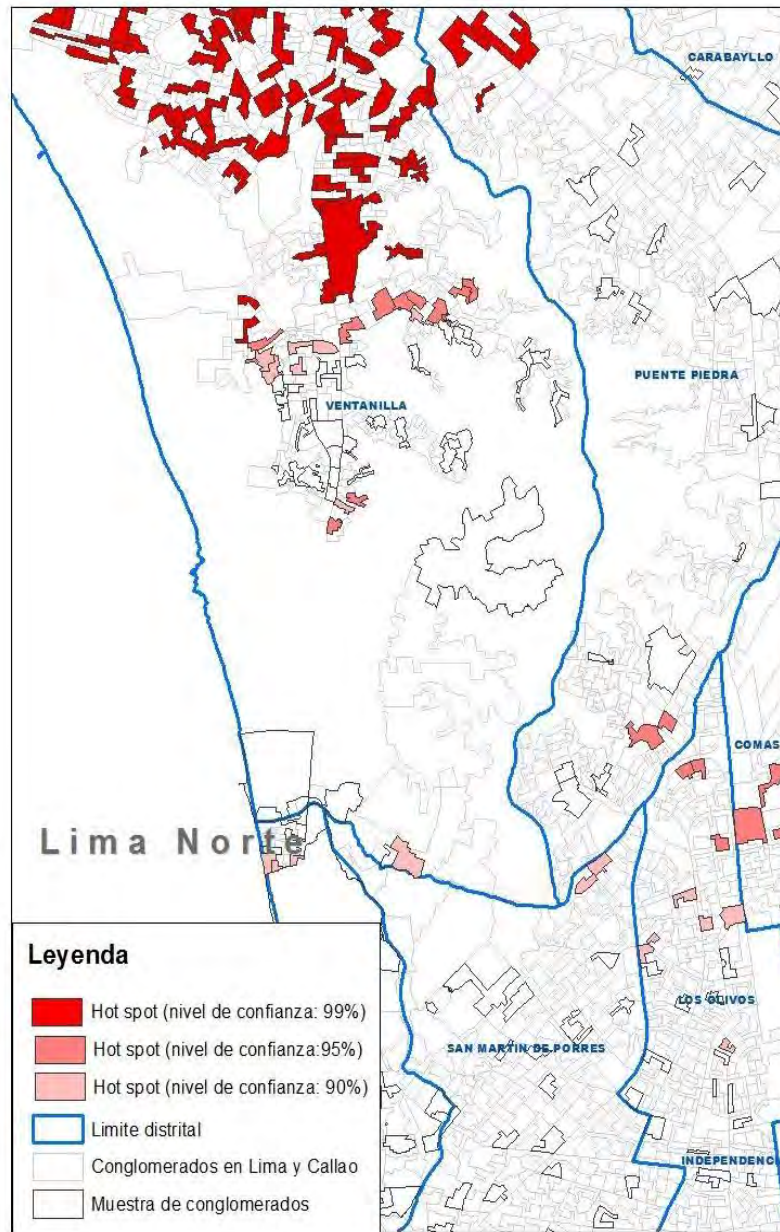 CARABAYLLO
PUENTE PIEDRA
VENTANILLA
COMAS
Lima Norte
LOS OLIVOS
SAN MARTIN DE PORRES
INDEPENDENCI
Leyenda
Hot spot (nivel de confianza: 99%)
Hot spot (nivel de confianza:95%)
Hot spot (nivel de confianza: 90%)
Limite distrital
Conglomerados en Lima y Callao
Muestra de conglomerados